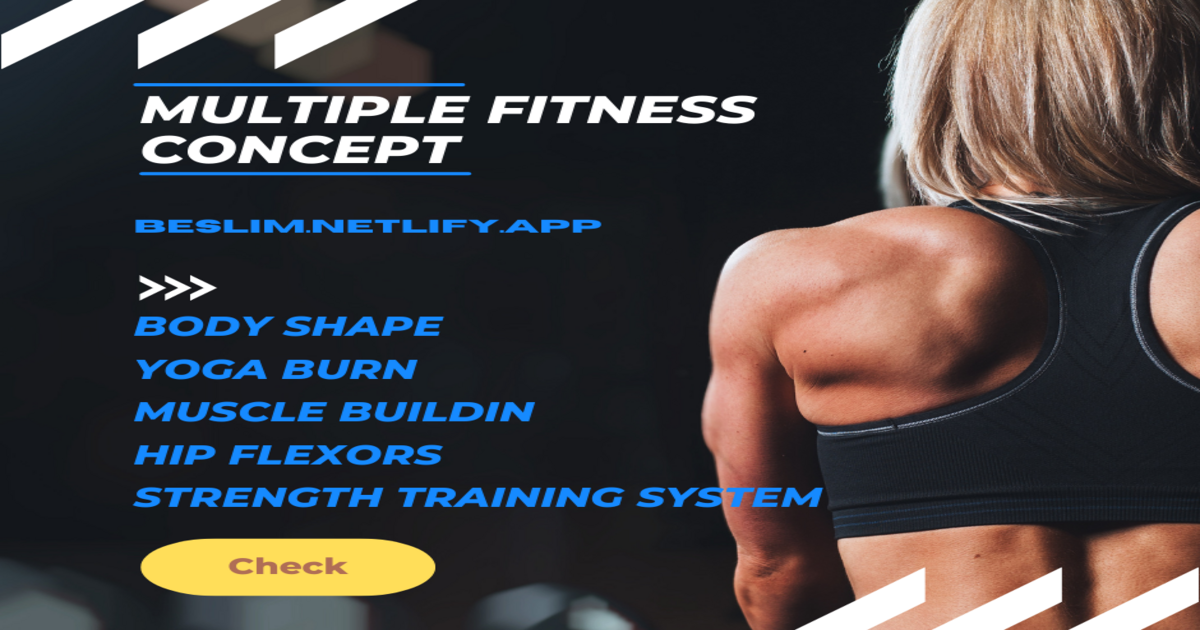 MULTIPLE FITNESS
CONCEPT
BESLIM.NETLIFY.APP
>>>
BODY SHAPE
YOGA BURN
MUSCLE BUILDIN
HIP FLEXORS
STRENGTH TRAINING SYSTEM
Check